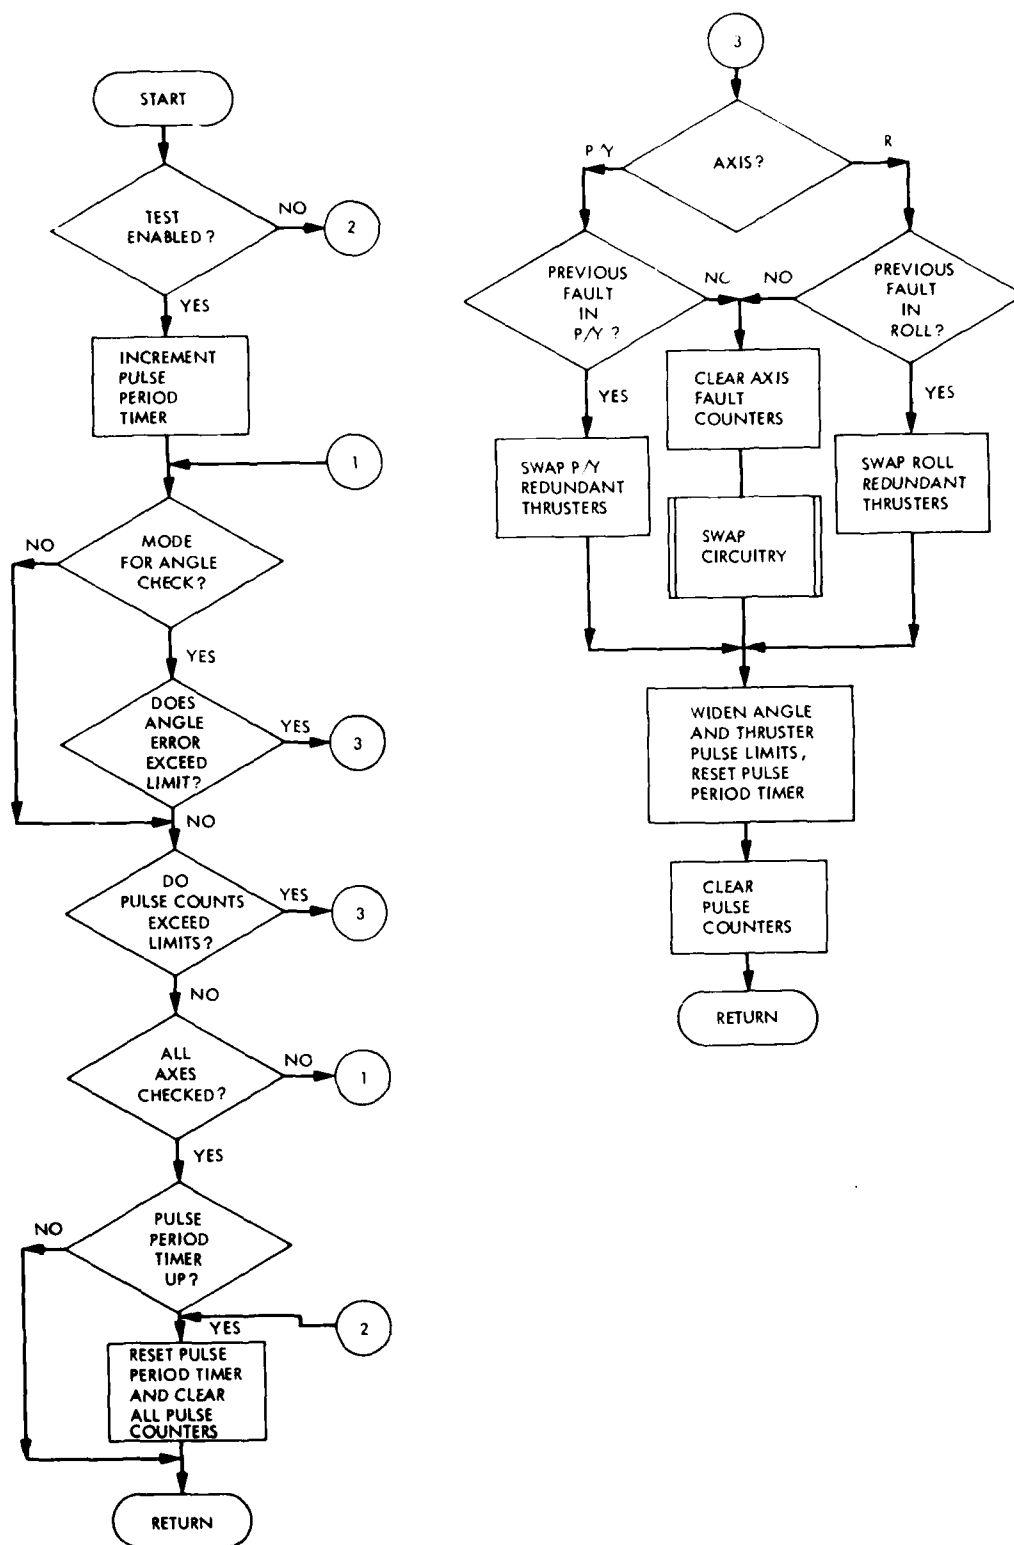 START
TEST
ENABLED?
NO
2
YES
INCREMENT
PULSE
PERIOD
TIMER
1
NO
MODE
FOR ANGLE
CHECK?
YES
DOES
ANGLE
ERROR
EXCEED
LIMIT?
YES
3
NO
DO
PULSE COUNTS
EXCEED
LIMITS?
YES
3
NO
ALL
AXES
CHECKED?
NO
1
YES
NO
PULSE
PERIOD
TIMER
UP?
2
YES
RESET PULSE
PERIOD TIMER
AND CLEAR
ALL PULSE
COUNTERS
RETURN
3
P/Y
AXIS?
R
PREVIOUS
FAULT
IN
P/Y?
NO
NO
PREVIOUS
FAULT
IN
ROLL?
YES
CLEAR AXIS
FAULT
COUNTERS
YES
SWAP P/Y
REDUNDANT
THRUSTERS
SWAP
CIRCUITRY
SWAP ROLL
REDUNDANT
THRUSTERS
WIDEN ANGLE
AND THRUSTER
PULSE LIMITS,
RESET PULSE
PERIOD TIMER
CLEAR
PULSE
COUNTERS
RETURN